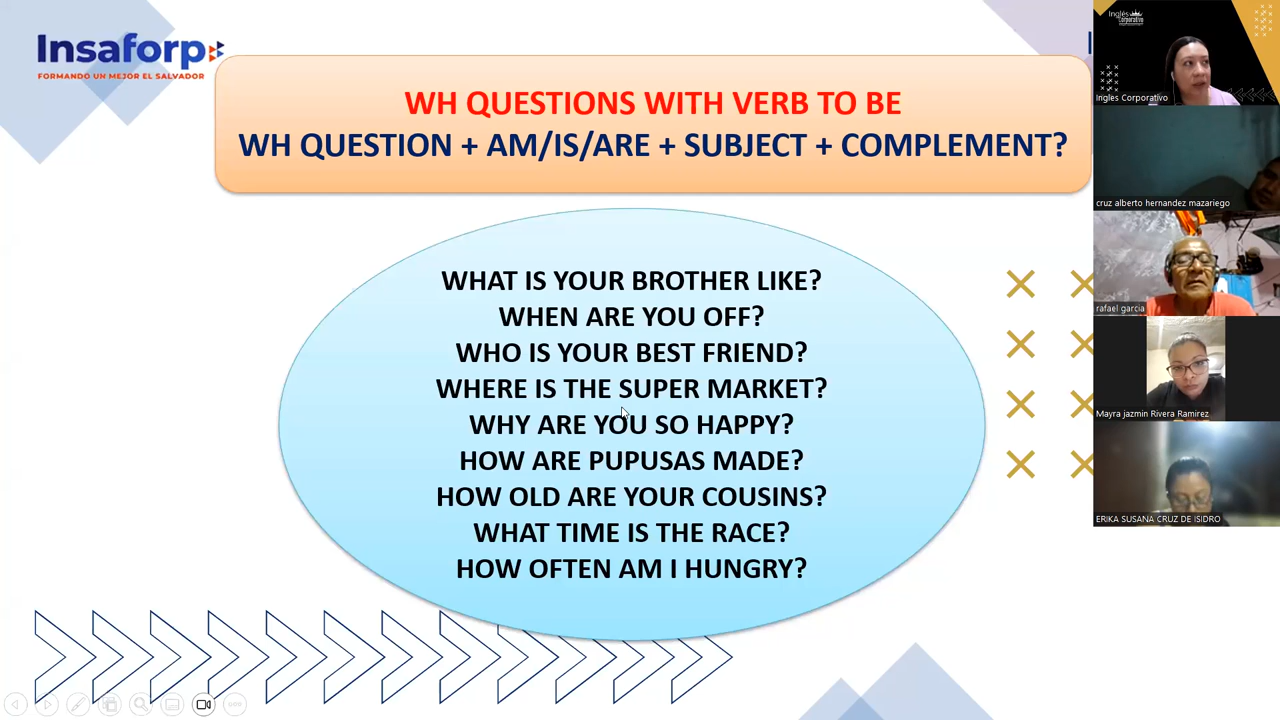 Insaforp
FORMANDO UN MEJOR EL SALVADOR
WH QUESTIONS WITH VERB TO BE
WH QUESTION + AM/IS/ARE + SUBJECT + COMPLEMENT?
WHAT IS YOUR BROTHER LIKE?
WHEN ARE YOU OFF?
WHO IS YOUR BEST FRIEND?
WHERE IS THE SUPER MARKET?
WHY ARE YOU SO HAPPY?
HOW ARE PUPUSAS MADE?
HOW OLD ARE YOUR COUSINS?
WHAT TIME IS THE RACE?
HOW OFTEN AM I HUNGRY?
Inglés
Corporativo
Ingles Corporativo
cruz alberto hernandez mazariego
rafael garcia
Mayra jazmin Rivera Ramirez
ERIKA SUSANA CRUZ DE ISIDRO